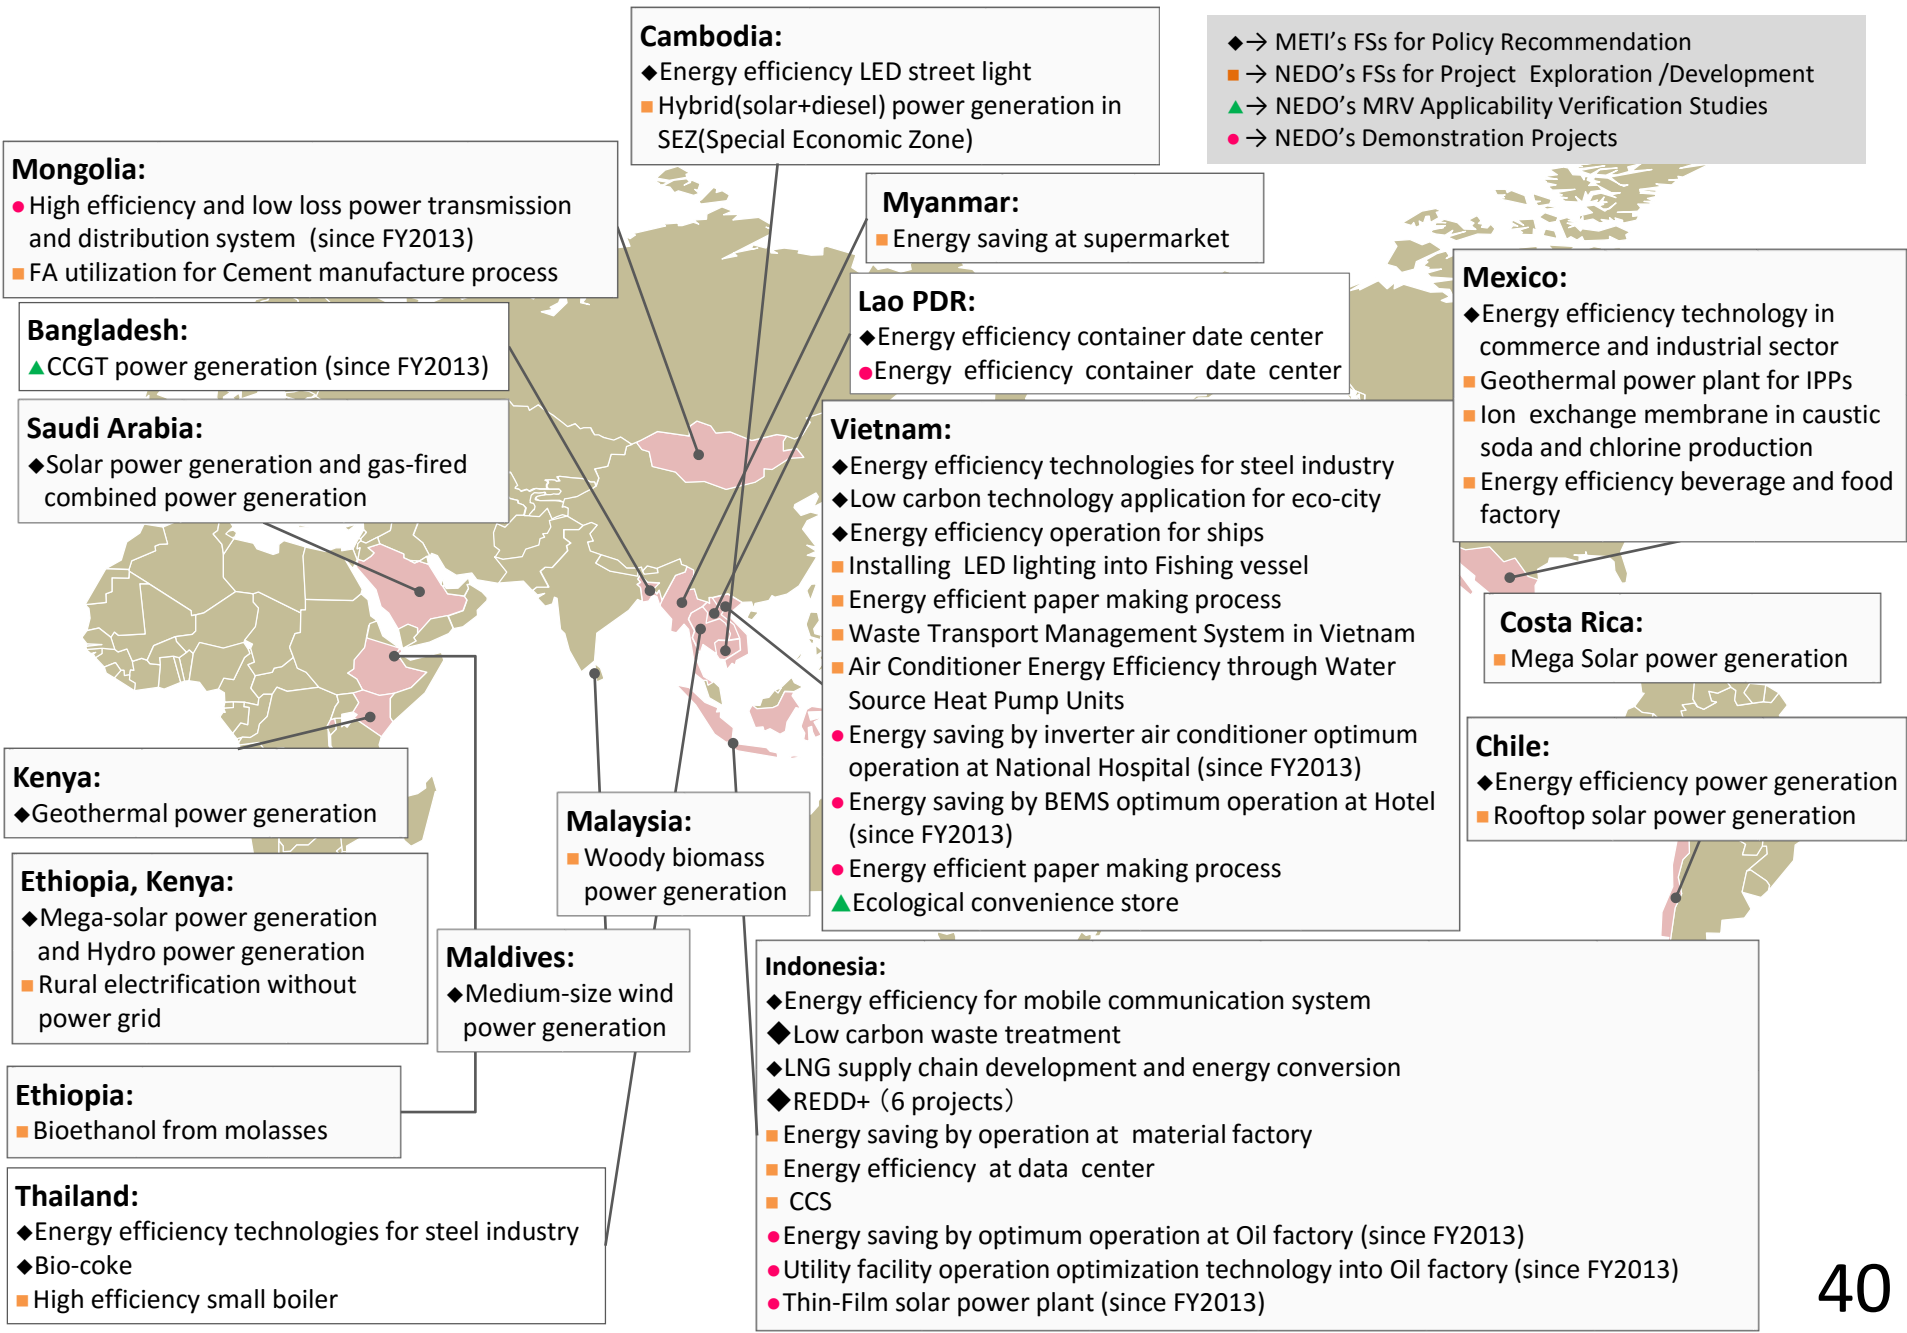 Cambodia:
◆Energy efficiency LED street light
■ Hybrid(solar+diesel) power generation in
SEZ(Special Economic Zone)
◆→ METI’s FSs for Policy Recommendation
■ → NEDO’s FSs for Project Exploration /Development
▲→ NEDO’s MRV Applicability Verification Studies
● → NEDO’s Demonstration Projects
Mongolia:
● High efficiency and low loss power transmission
and distribution system (since FY2013)
■ FA utilization for Cement manufacture process
Myanmar:
■ Energy saving at supermarket
Bangladesh:
▲CCGT power generation (since FY2013)
Lao PDR:
◆Energy efficiency container date center
●Energy efficiency container date center
Mexico:
◆Energy efficiency technology in
commerce and industrial sector
■ Geothermal power plant for IPPs
■ Ion exchange membrane in caustic
soda and chlorine production
■ Energy efficiency beverage and food
factory
Saudi Arabia:
◆Solar power generation and gas-fired
combined power generation
Vietnam:
◆Energy efficiency technologies for steel industry
◆Low carbon technology application for eco-city
◆Energy efficiency operation for ships
■ Installing LED lighting into Fishing vessel
■ Energy efficient paper making process
■ Waste Transport Management System in Vietnam
■ Air Conditioner Energy Efficiency through Water
Source Heat Pump Units
● Energy saving by inverter air conditioner optimum
operation at National Hospital (since FY2013)
● Energy saving by BEMS optimum operation at Hotel
(since FY2013)
● Energy efficient paper making process
▲Ecological convenience store
Costa Rica:
■ Mega Solar power generation
Chile:
◆Energy efficiency power generation
■ Rooftop solar power generation
Kenya:
◆Geothermal power generation
Malaysia:
■ Woody biomass
power generation
Ethiopia, Kenya:
◆Mega-solar power generation
and Hydro power generation
■ Rural electrification without
power grid
Maldives:
◆Medium-size wind
power generation
Indonesia:
◆Energy efficiency for mobile communication system
◆Low carbon waste treatment
◆LNG supply chain development and energy conversion
◆REDD+（6 projects）
■ Energy saving by operation at material factory
■ Energy efficiency at data center
■ CCS
● Energy saving by optimum operation at Oil factory (since FY2013)
● Utility facility operation optimization technology into Oil factory (since FY2013)
● Thin-Film solar power plant (since FY2013)
Ethiopia:
■ Bioethanol from molasses
Thailand:
◆Energy efficiency technologies for steel industry
◆Bio-coke
■ High efficiency small boiler
40